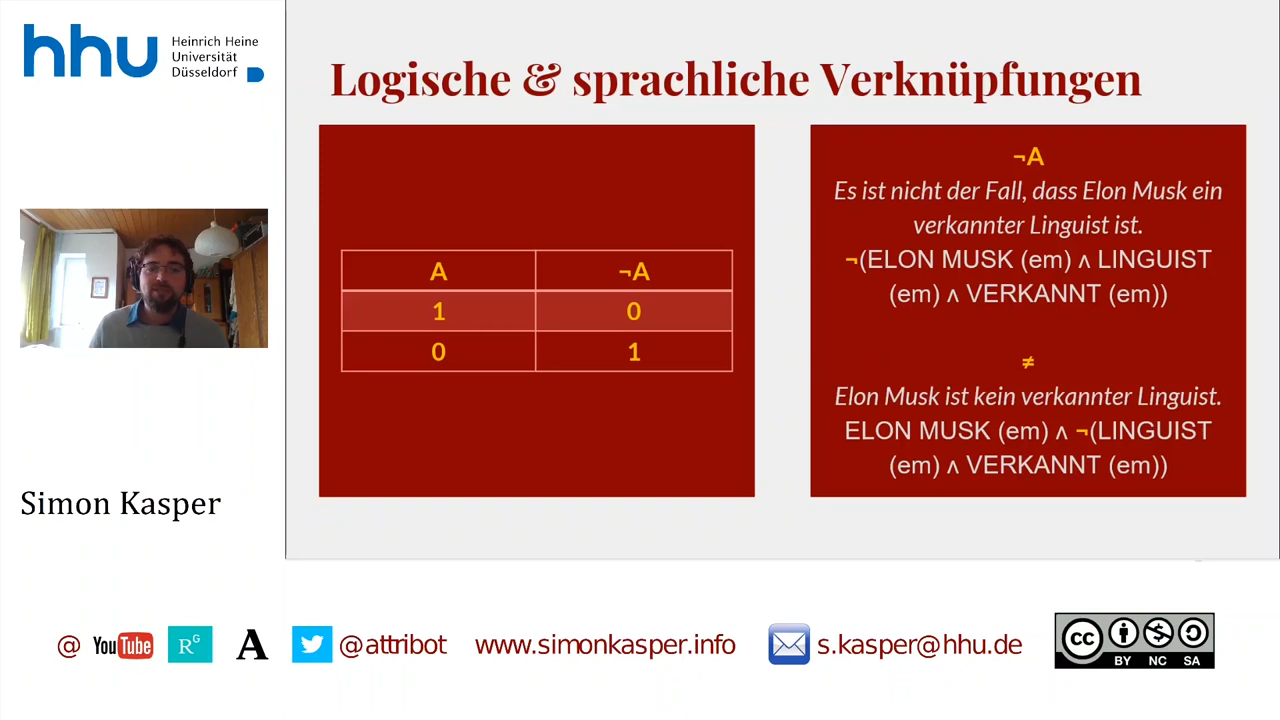 hhu
Heinrich Heine
Universität
Düsseldorf
Logische & sprachliche Verknüpfungen
A ¬A
1 0
0 1
¬A
Es ist nicht der Fall, dass Elon Musk ein
verkannter Linguist ist.
¬(ELON MUSK (em) ∧ LINGUIST
(em) ∧ VERKANNT (em))
≠
Elon Musk ist kein verkannter Linguist.
ELON MUSK (em) ∧ ¬(LINGUIST
(em) ∧ VERKANNT (em))
Simon Kasper
@ YouTube RG A @attribot www.simonkasper.info s.kasper@hhu.de cc
BY NC SA